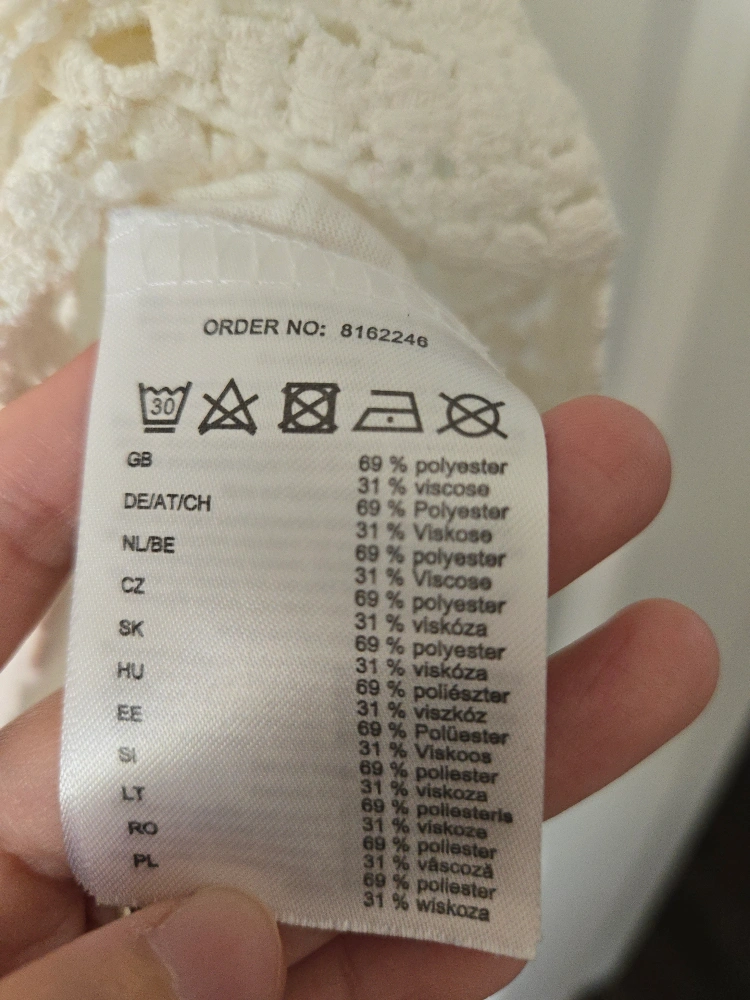 ORDER NO: 8162246
30
GB 69 % polyester
31 % viscose
DE/AT/CH 69 % Polyester
31 % Viskose
NL/BE 69 % polyester
31 % Viscose
CZ 69 % polyester
31 % viskóza
SK 69 % polyester
31 % viskóza
HU 69 % poliészter
31 % viszkóz
EE 69 % Polüester
31 % Viskoos
SI 69 % poliester
31 % viskoza
LT 69 % poliesteris
31 % viskoze
RO 69 % poliester
31 % vâscoză
PL 69 % poliester
31 % wiskoza